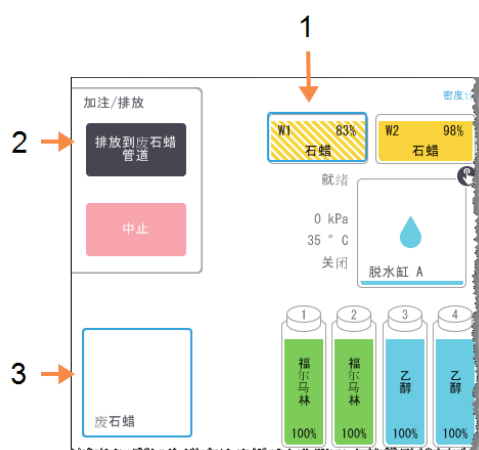 1
加注/排放
密度
W1 83%
石蜡
W2 98%
石蜡
2
排放到废石蜡
管道
就绪
0 kPa
35 ° C
关闭
中止
脱水缸 A
1
2
3
4
福尔马林
福尔马林
乙醇
乙醇
100%
100%
100%
100%
3
废石蜡